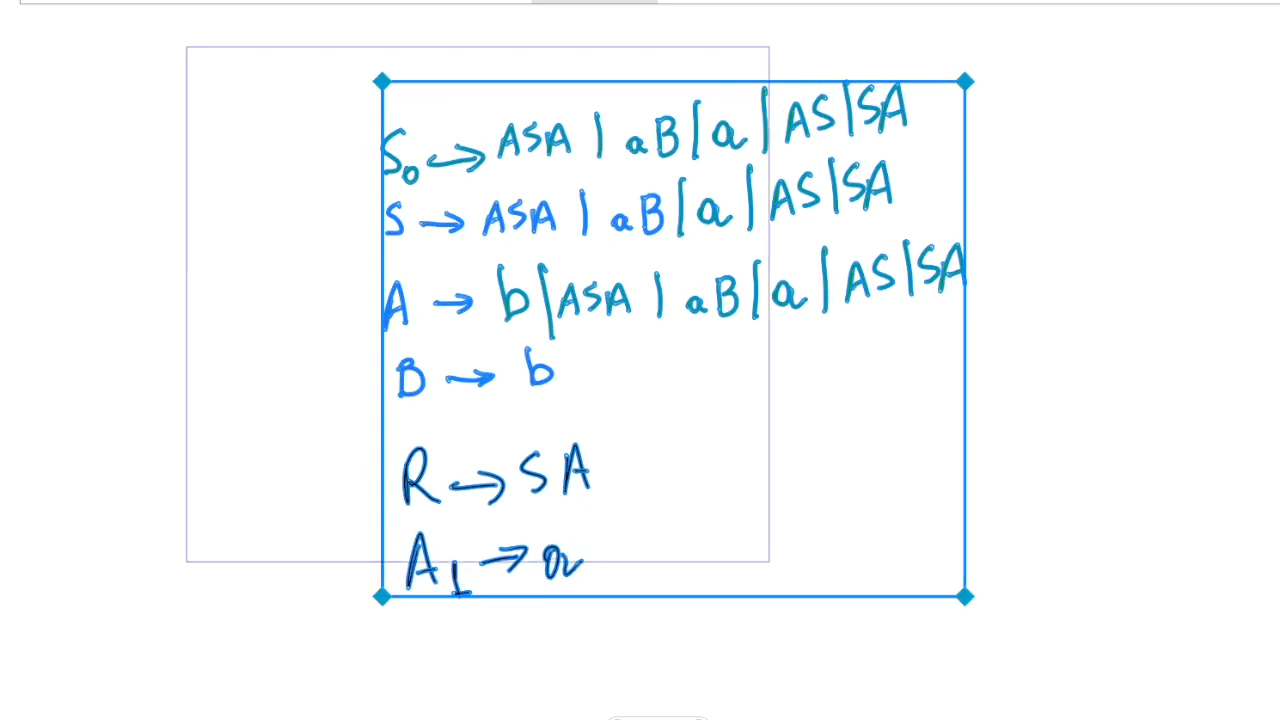 S₀ → ASA | aB | a | AS | SA
S → ASA | aB | a | AS | SA
A → b | ASA | aB | a | AS | SA
B → b
R → SA
A₁ → a